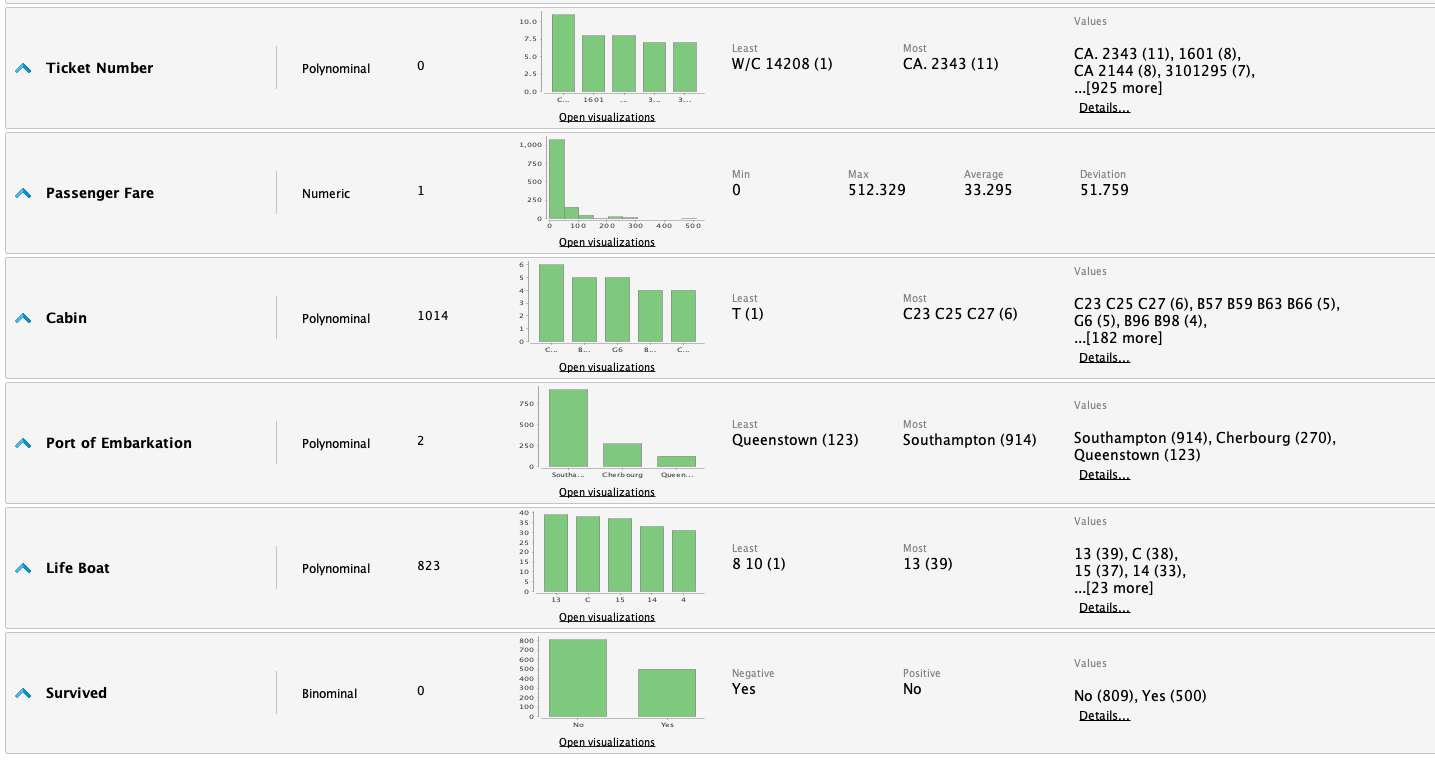 Ticket Number
Polynominal
0
10.0
7.5
5.0
2.5
0.0
C... 1601 ... 3... 3...
Open visualizations
Least
W/C 14208 (1)
Most
CA. 2343 (11)
Values
CA. 2343 (11), 1601 (8),
CA 2144 (8), 3101295 (7),
...[925 more]
Details...
Passenger Fare
Numeric
1
1,000
750
500
250
0
0 100 200 300 400 500
Open visualizations
Min
0
Max
512.329
Average
33.295
Deviation
51.759
Cabin
Polynominal
1014
6
5
4
3
2
1
0
C... B... G6 B... C...
Open visualizations
Least
T (1)
Most
C23 C25 C27 (6)
Values
C23 C25 C27 (6), B57 B59 B63 B66 (5),
G6 (5), B96 B98 (4),
...[182 more]
Details...
Port of Embarkation
Polynominal
2
750
500
250
0
Southa... Cherbourg Queen...
Open visualizations
Least
Queenstown (123)
Most
Southampton (914)
Values
Southampton (914), Cherbourg (270),
Queenstown (123)
Details...
Life Boat
Polynominal
823
40
35
30
25
20
15
10
5
0
13 C 15 14 4
Open visualizations
Least
8 10 (1)
Most
13 (39)
Values
13 (39), C (38),
15 (37), 14 (33),
...[23 more]
Details...
Survived
Binominal
0
800
700
600
500
400
300
200
100
0
No Yes
Open visualizations
Negative
Yes
Positive
No
Values
No (809), Yes (500)
Details...